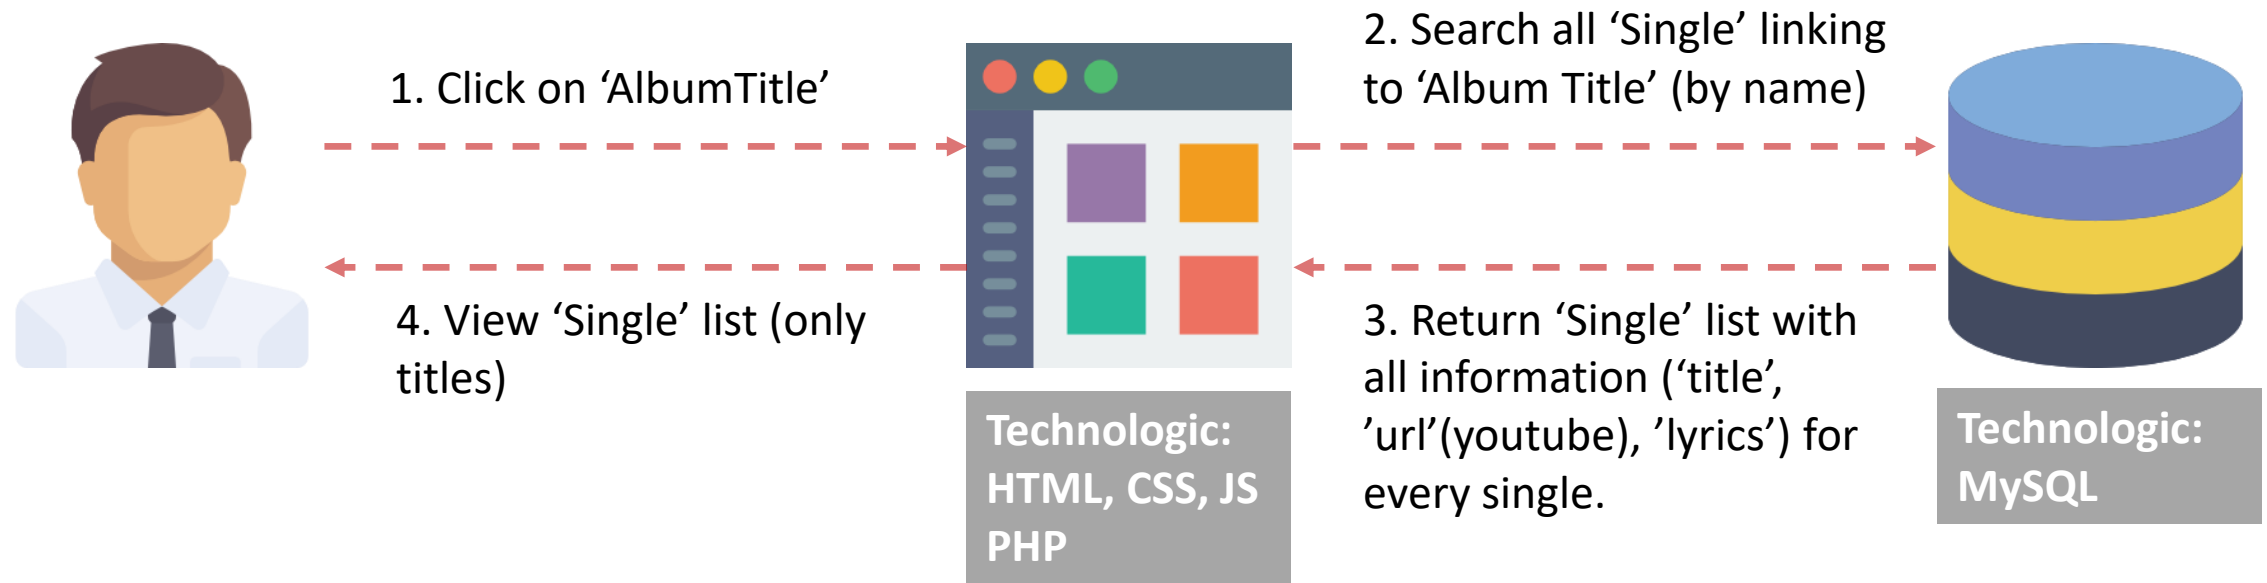 1. Click on ‘AlbumTitle’
2. Search all ‘Single’ linking
to ‘Album Title’ (by name)
3. Return ‘Single’ list with
all information (‘title’,
’url’(youtube), ’lyrics’) for
every single.
4. View ‘Single’ list (only
titles)
Technologic:
HTML, CSS, JS
PHP
Technologic:
MySQL